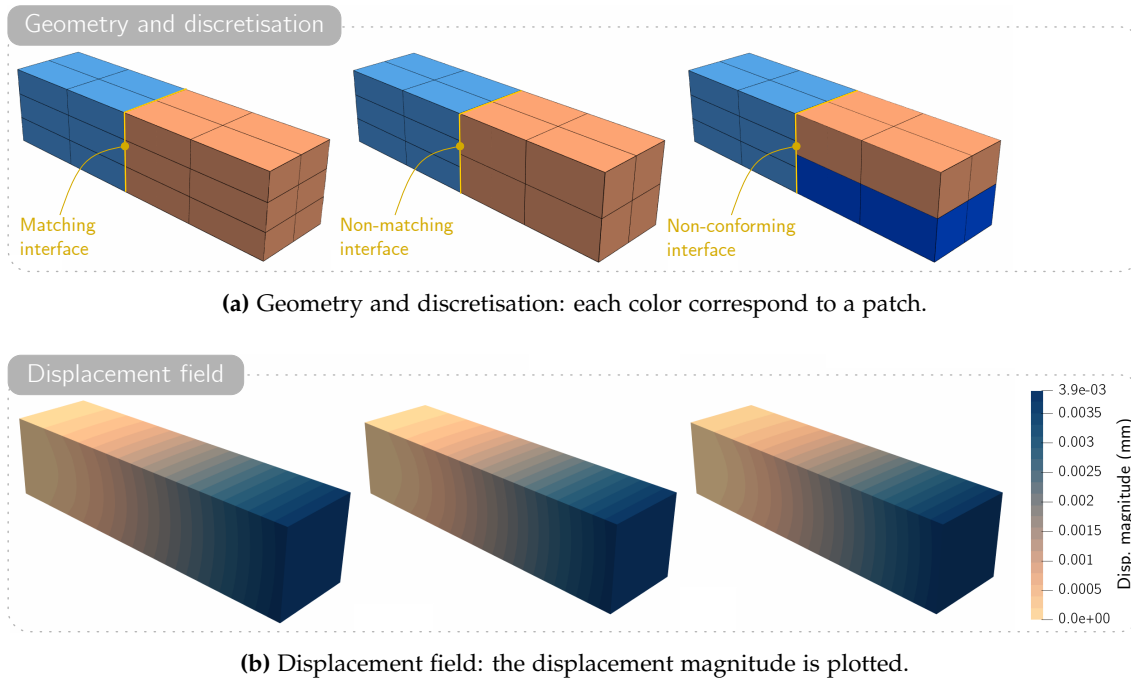 Geometry and discretisation
Matching
interface
Non-matching
interface
Non-conforming
interface
(a) Geometry and discretisation: each color correspond to a patch.
Displacement field
3.9e-03
0.0035
0.003
0.0025
0.002
0.0015
0.001
0.0005
0.0e+00
Disp. magnitude (mm)
(b) Displacement field: the displacement magnitude is plotted.